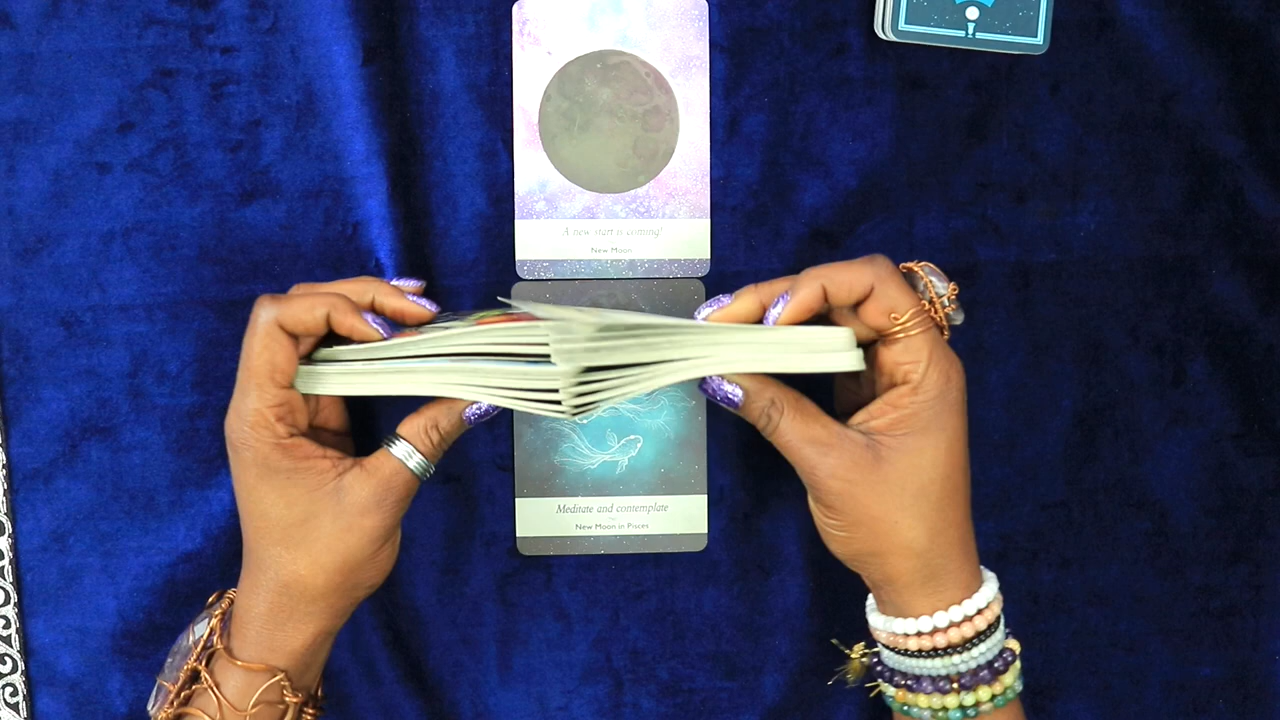 A new start is coming!
New Moon
Meditate and contemplate
New Moon in Pisces